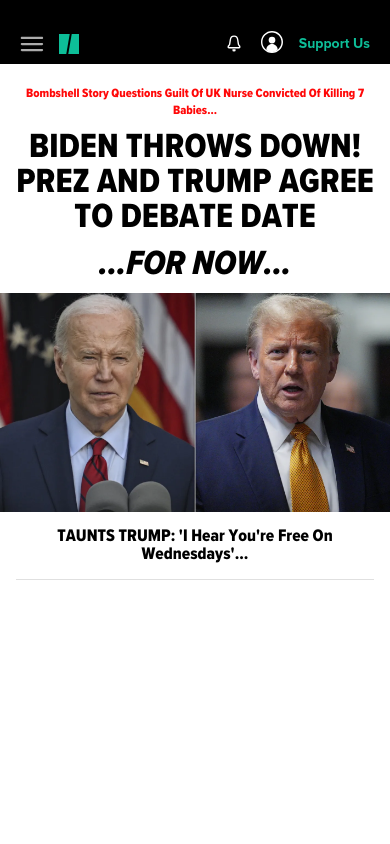 Support Us
Bombshell Story Questions Guilt Of UK Nurse Convicted Of Killing 7
Babies...
BIDEN THROWS DOWN!
PREZ AND TRUMP AGREE
TO DEBATE DATE
...FOR NOW...
TAUNTS TRUMP: 'I Hear You're Free On
Wednesdays'...